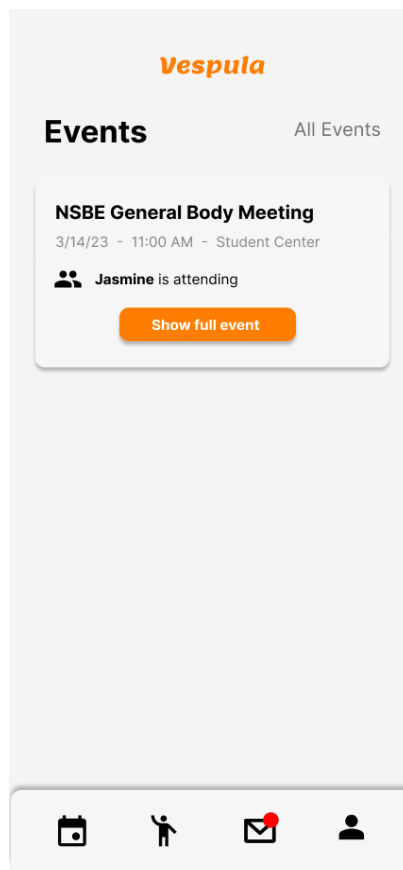 Vespula
Events
All Events
NSBE General Body Meeting
3/14/23 - 11:00 AM - Student Center
Jasmine is attending
Show full event